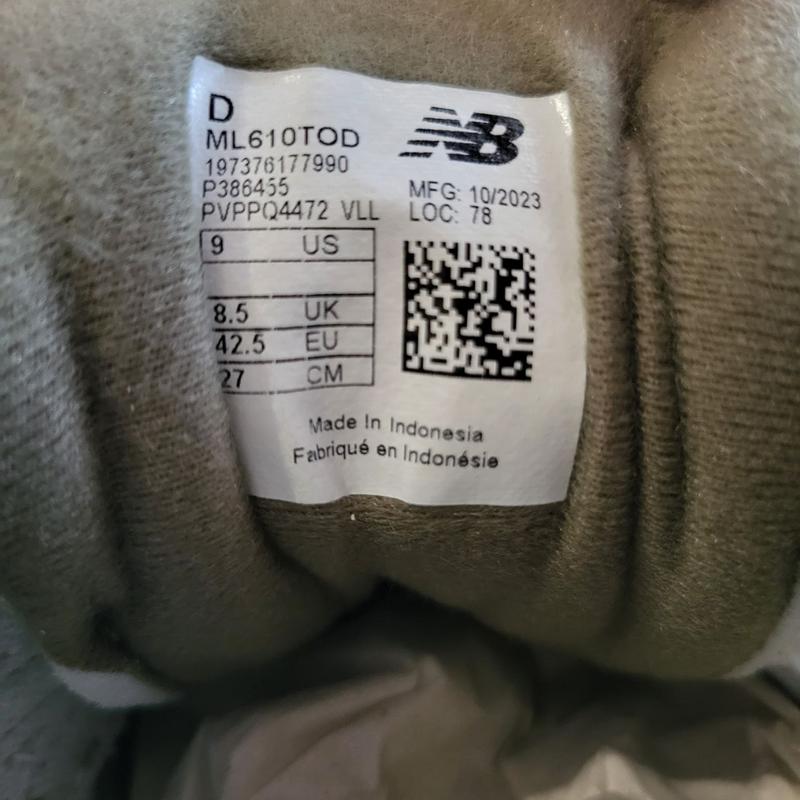 D
ML610TOD
197376177990
P386455
PVPPQ4472 VLL
NB
MFG: 10/2023
LOC: 78
9 US
8.5 UK
42.5 EU
27 CM
Made In Indonesia
Fabriqué en Indonésie